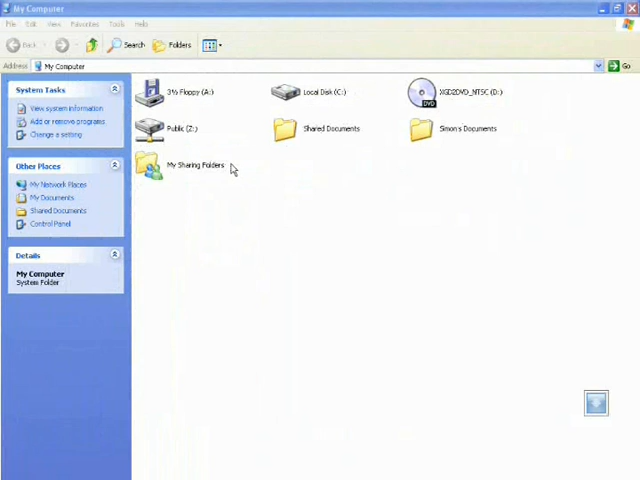 My Computer
File Edit View Favorites Tools Help
Back Search Folders
Address My Computer Go
System Tasks
View system information
Add or remove programs
Change a setting
Other Places
My Network Places
My Documents
Shared Documents
Control Panel
Details
My Computer
System Folder
3½ Floppy (A:) Local Disk (C:) XGD2DVD_NTSC (D:)
DVD
Public (Z:) Shared Documents Simon's Documents
My Sharing Folders